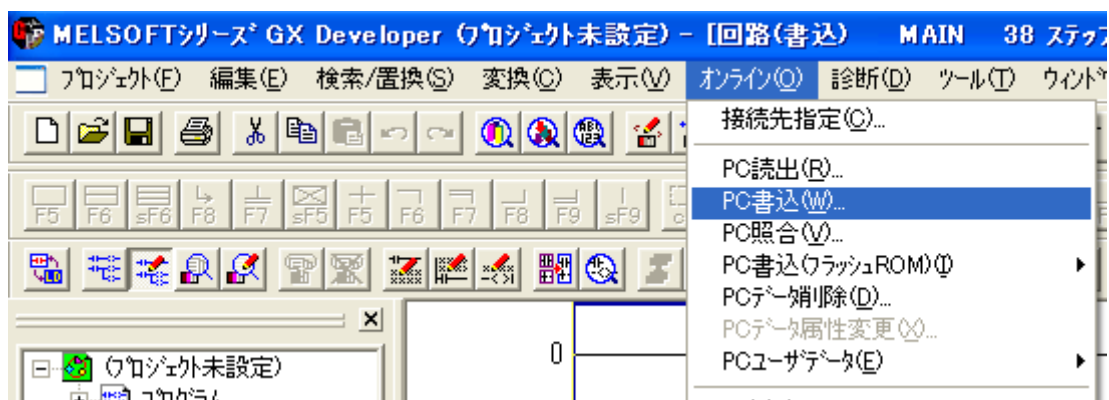 MELSOFTシリーズ GX Developer (プロジェクト未設定) - [回路(書込) MAIN 38 ステップ
プロジェクト(F) 編集(E) 検索/置換(S) 変換(C) 表示(V) オンライン(O) 診断(D) ツール(T) ウィンド
接続先指定(C)...
PC読出(R)...
F5 F6 sF6 F8 F7 sF5 F5 F6 F7 F8 F9 sF9 c
PC書込(W)...
PC照合(V)...
PC書込(フラッシュROM)(I)
PCデータ削除(D)...
PCデータ属性変更(X)...
0
PCユーザデータ(E)
(プロジェクト未設定)
プログラム